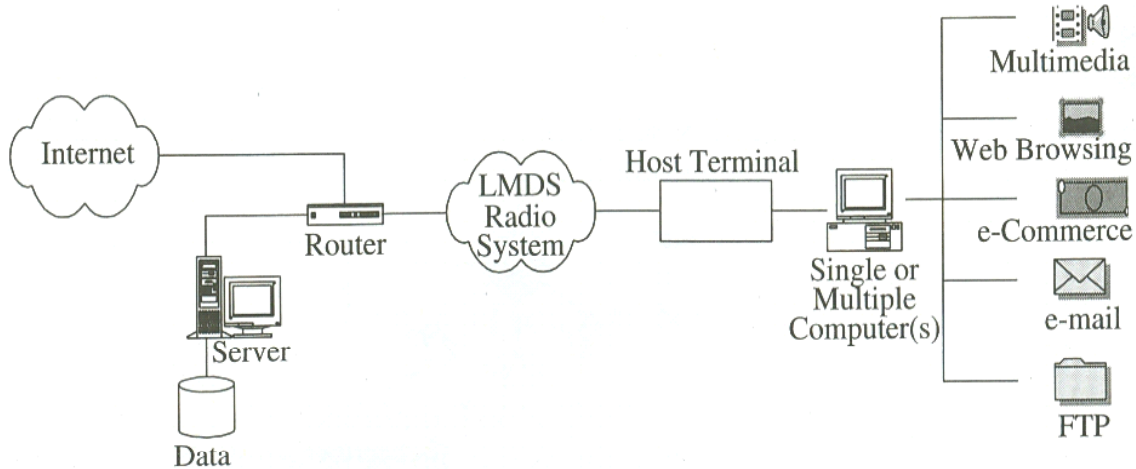 Internet
Router
Server
Data
LMDS
Radio
System
Host Terminal
Single or
Multiple
Computer(s)
Multimedia
Web Browsing
e-Commerce
e-mail
FTP